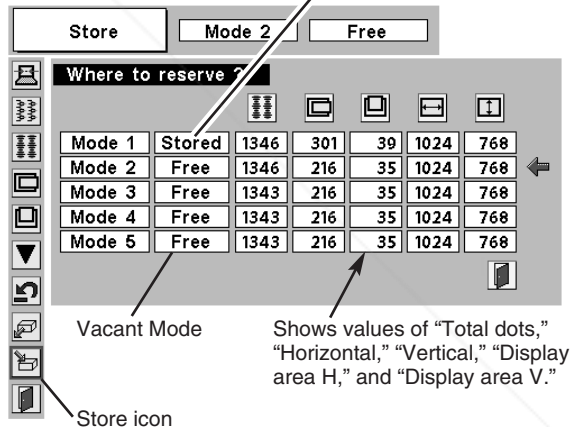 Store Mode 2 Free
Where to reserve ?
Mode 1 Stored 1346 301 39 1024 768
Mode 2 Free 1346 216 35 1024 768
Mode 3 Free 1343 216 35 1024 768
Mode 4 Free 1343 216 35 1024 768
Mode 5 Free 1343 216 35 1024 768
Vacant Mode
Shows values of “Total dots,”
“Horizontal,” “Vertical,” “Display
area H,” and “Display area V.”
Store icon